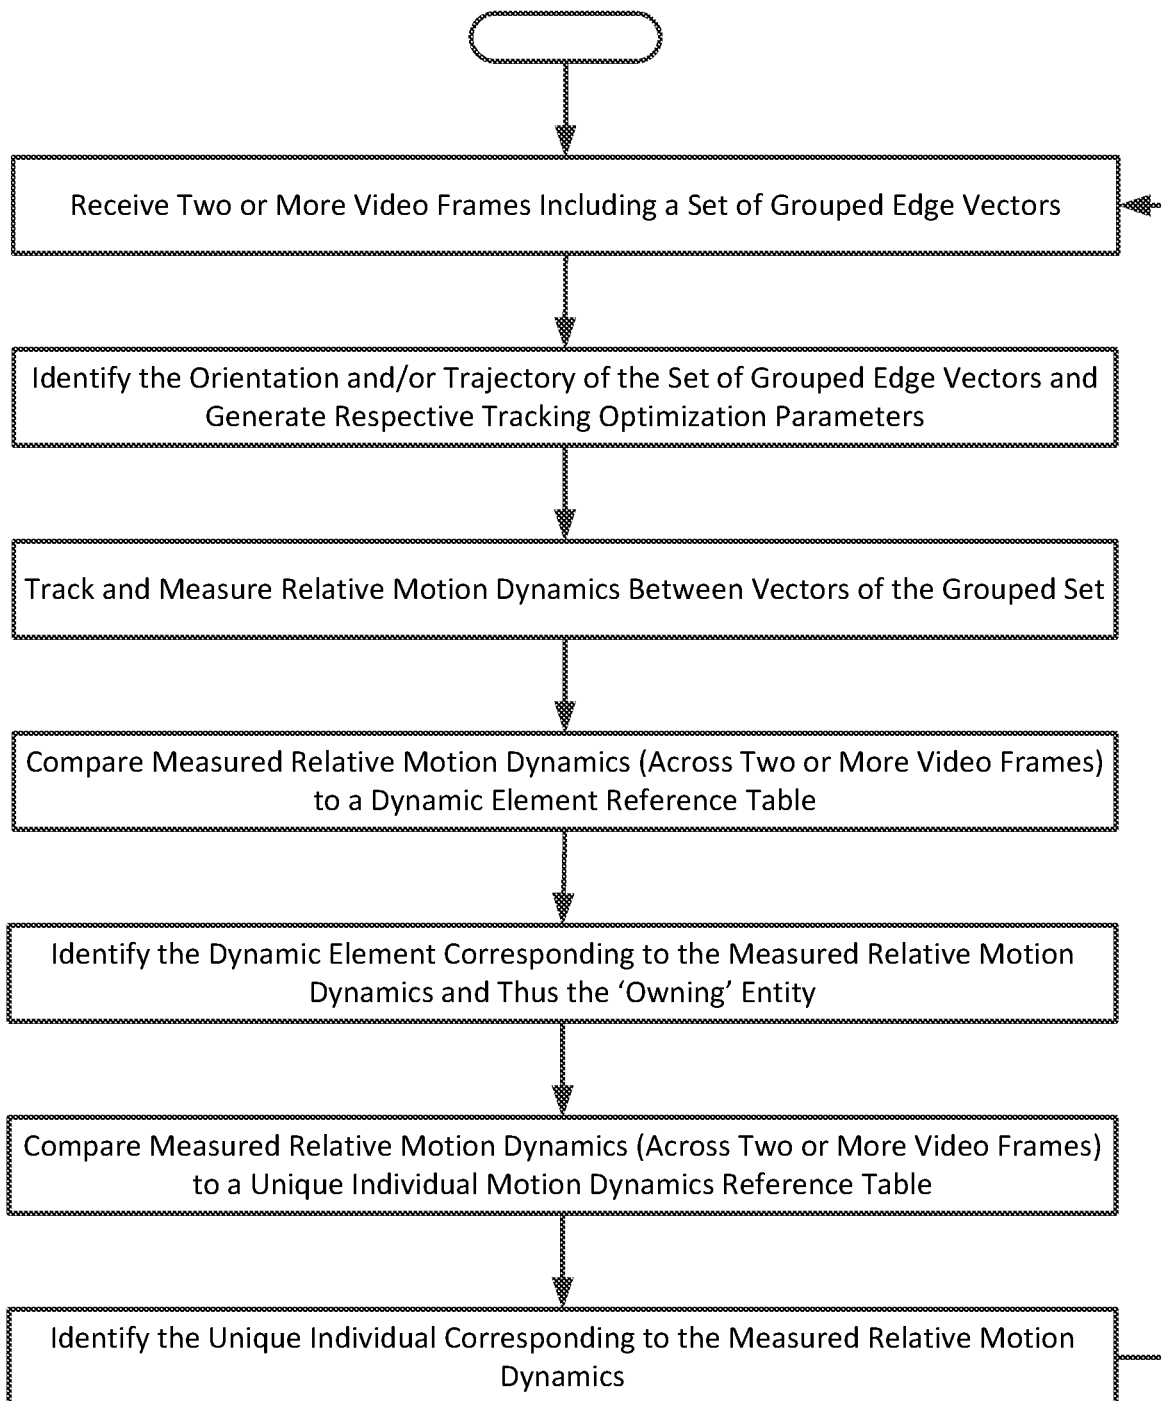 Receive Two or More Video Frames Including a Set of Grouped Edge Vectors
Identify the Orientation and/or Trajectory of the Set of Grouped Edge Vectors and
Generate Respective Tracking Optimization Parameters
Track and Measure Relative Motion Dynamics Between Vectors of the Grouped Set
Compare Measured Relative Motion Dynamics (Across Two or More Video Frames)
to a Dynamic Element Reference Table
Identify the Dynamic Element Corresponding to the Measured Relative Motion
Dynamics and Thus the ‘Owning’ Entity
Compare Measured Relative Motion Dynamics (Across Two or More Video Frames)
to a Unique Individual Motion Dynamics Reference Table
Identify the Unique Individual Corresponding to the Measured Relative Motion
Dynamics